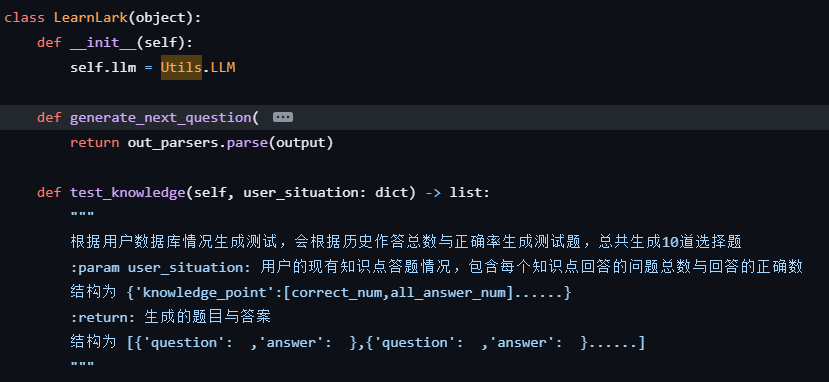 class LearnLark(object):
def __init__(self):
self.llm = Utils.LLM
def generate_next_question( ...
return out_parsers.parse(output)
def test_knowledge(self, user_situation: dict) -> list:
"""
根据用户数据库情况生成测试，会根据历史作答总数与正确率生成测试题，总共生成10道选择题
:param user_situation: 用户的现有知识点答题情况，包含每个知识点回答的问题总数与回答的正确数
结构为 {'knowledge_point':[correct_num,all_answer_num]......}
:return: 生成的题目与答案
结构为 [{'question':  ,'answer':  },{'question':  ,'answer':  }......]
"""